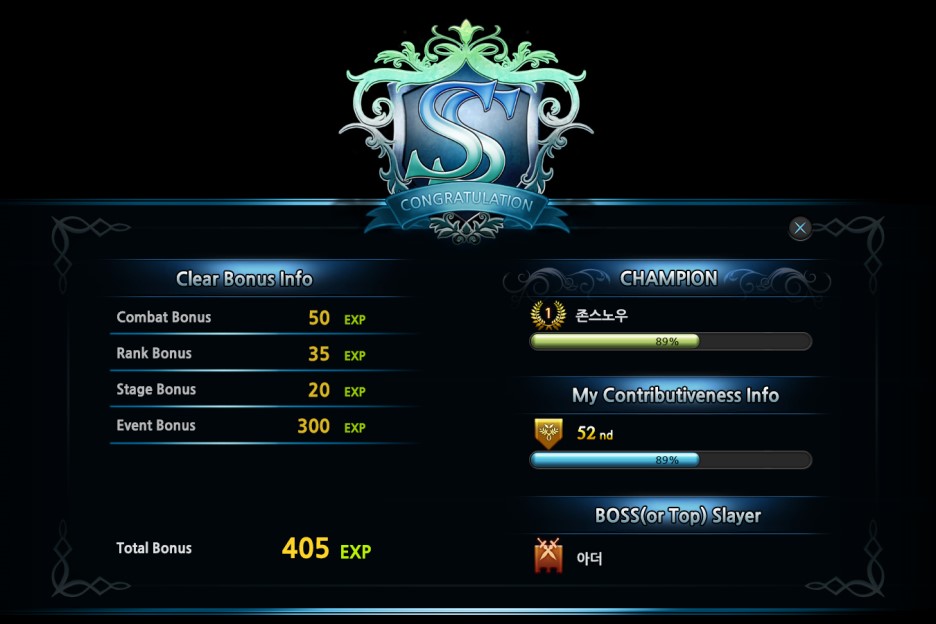 SS
CONGRATULATION
Clear Bonus Info
Combat Bonus 50 EXP
Rank Bonus 35 EXP
Stage Bonus 20 EXP
Event Bonus 300 EXP
Total Bonus 405 EXP
CHAMPION
1 존스노우
89%
My Contributiveness Info
52 nd
89%
BOSS(or Top) Slayer
아더